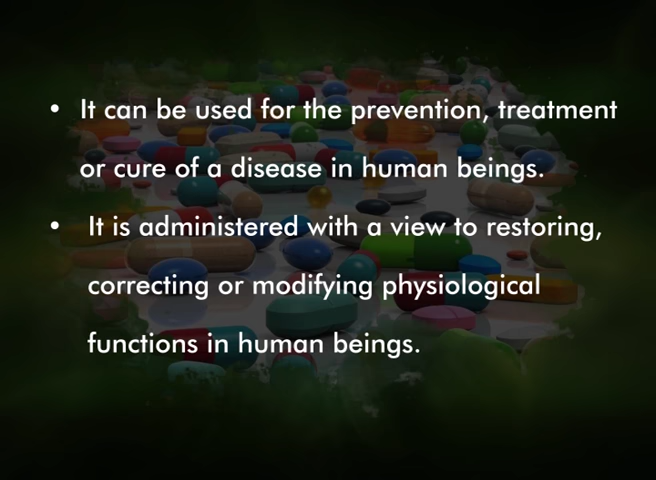 • It can be used for the prevention, treatment
or cure of a disease in human beings.
• It is administered with a view to restoring,
correcting or modifying physiological
functions in human beings.